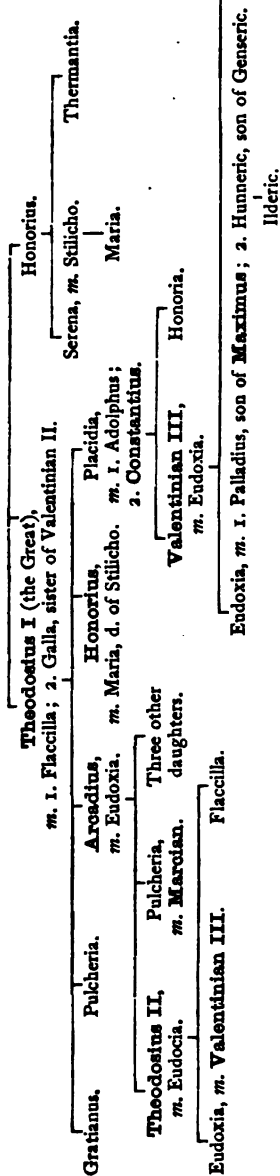 Theodosius I (the Great), Honorius.
m. 1. Flaccilla; 2. Galla, sister of Valentinian II.
Serena, m. Stilicho. Thermantia.
Maria.
Gratianus. Pulcheria. Arcadius, Honorius, Placidia,
m. Eudoxia. m. Maria, d. of Stilicho. m. 1. Adolphus;
2. Constantius.
Theodosius II, Pulcheria, Three other
m. Eudocia. m. Marcian. daughters.
Valentinian III, Honoria.
m. Eudoxia.
Eudoxia, m. Valentinian III. Flaccilla.
Eudoxia, m. 1. Palladius, son of Maximus; 2. Hunneric, son of Genseric.
Ilderic.